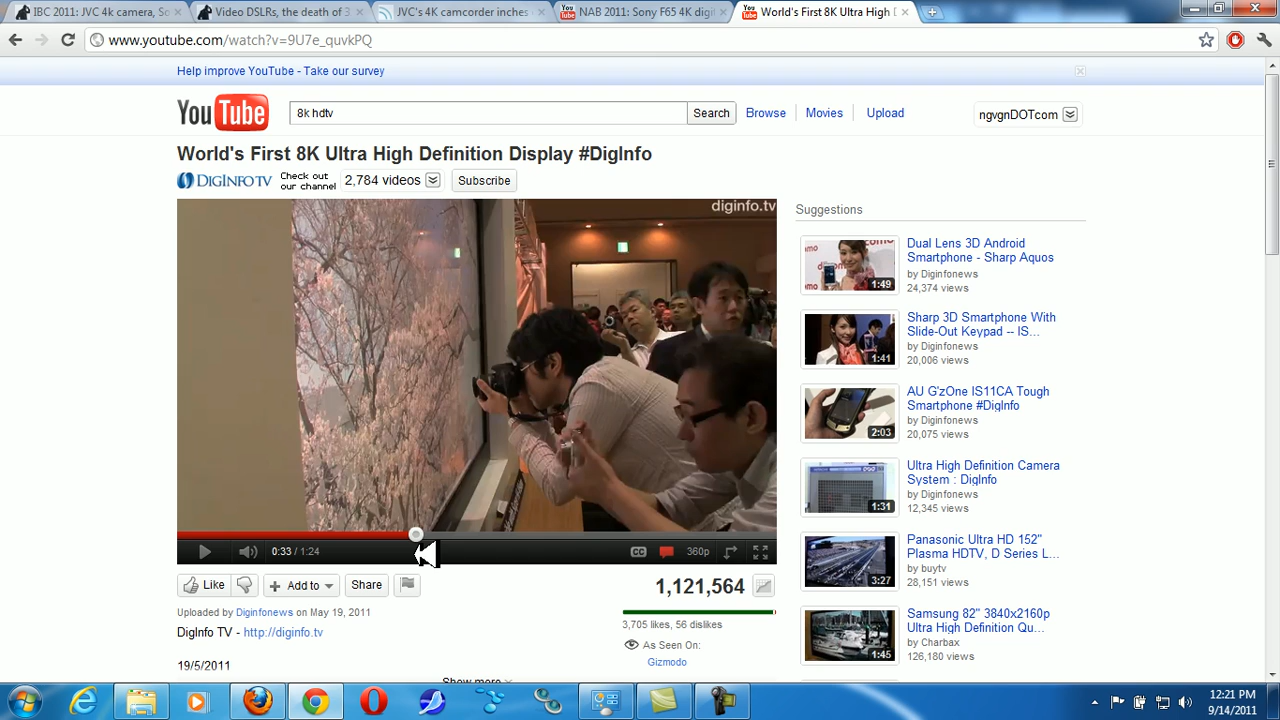 IBC 2011: JVC 4k camera, So
Video DSLRs, the death of 3
JVC's 4K camcorder inches
NAB 2011: Sony F65 4K digit
World's First 8K Ultra High
www.youtube.com/watch?v=9U7e_quvkPQ
Help improve YouTube - Take our survey
YouTube
8k hdtv
Search
Browse
Movies
Upload
ngvgnDOTcom
World's First 8K Ultra High Definition Display #DigInfo
DIGINFO TV
Check out
our channel
2,784 videos
Subscribe
diginfo.tv
0:33 / 1:24
CC
360p
Like
Add to
Share
1,121,564
Uploaded by Diginfonews on May 19, 2011
3,705 likes, 56 dislikes
DigInfo TV - http://diginfo.tv
As Seen On:
Gizmodo
19/5/2011
Show more
Suggestions
1:49
Dual Lens 3D Android
Smartphone - Sharp Aquos
by Diginfonews
24,374 views
1:41
Sharp 3D Smartphone With
Slide-Out Keypad -- IS...
by Diginfonews
20,006 views
2:03
AU G'zOne IS11CA Tough
Smartphone #DigInfo
by Diginfonews
20,075 views
1:31
Ultra High Definition Camera
System : DigInfo
by Diginfonews
12,345 views
3:27
Panasonic Ultra HD 152"
Plasma HDTV, D Series L...
by buytv
28,151 views
1:45
Samsung 82" 3840x2160p
Ultra High Definition Qu...
by Charbax
126,180 views
12:21 PM
9/14/2011